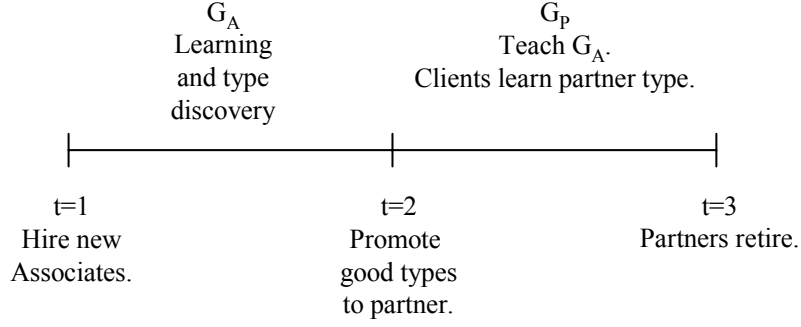 G_A
Learning
and type
discovery
G_P
Teach G_A.
Clients learn partner type.
t=1
Hire new
Associates.
t=2
Promote
good types
to partner.
t=3
Partners retire.